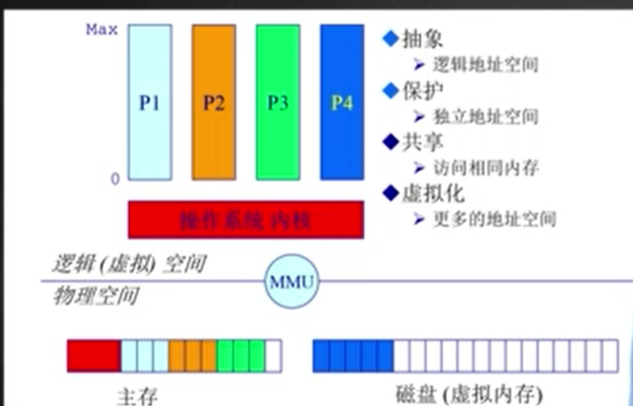 Max
P1 P2 P3 P4
0
操作系统 内核
◆抽象
➢ 逻辑地址空间
◆保护
➢ 独立地址空间
◆共享
➢ 访问相同内存
◆虚拟化
➢ 更多的地址空间
逻辑 (虚拟) 空间
MMU
物理空间
主存
磁盘 (虚拟内存)